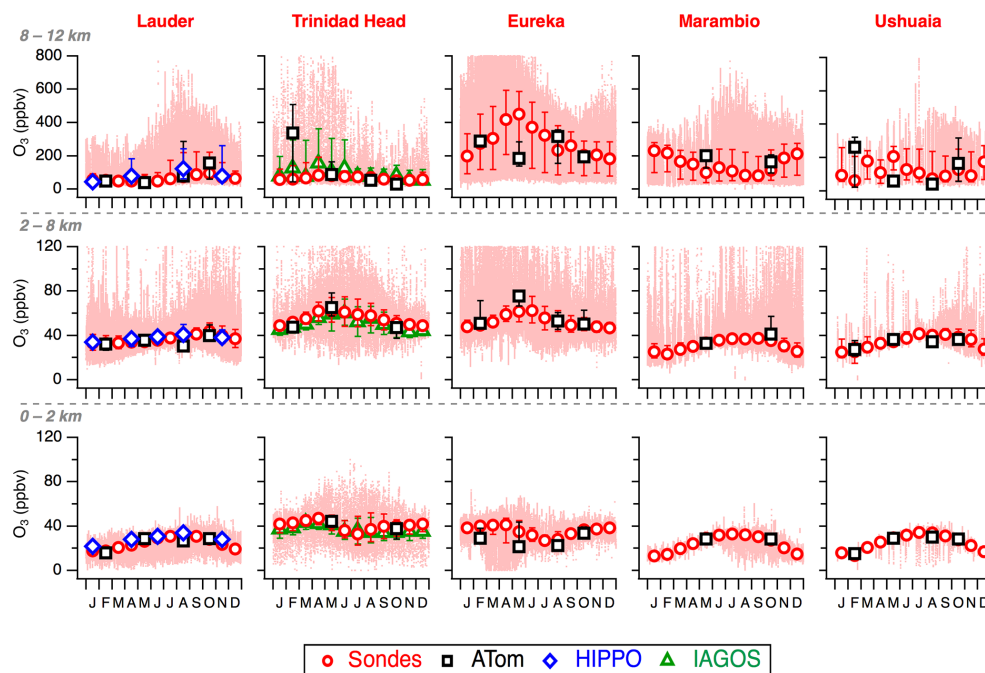 Lauder Trinidad Head Eureka Marambio Ushuaia
8 – 12 km
800
600
400
200
0
O3 (ppbv)
2 – 8 km
120
80
40
0
O3 (ppbv)
0 – 2 km
120
80
40
0
O3 (ppbv)
J F M A M J J A S O N D J F M A M J J A S O N D J F M A M J J A S O N D J F M A M J J A S O N D J F M A M J J A S O N D
Sondes ATom HIPPO IAGOS